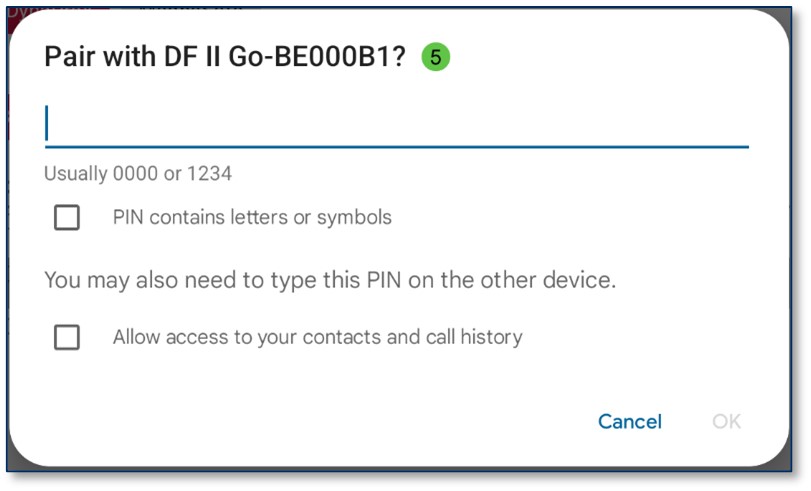 Pair with DF II Go-BE000B1? 5
Usually 0000 or 1234
PIN contains letters or symbols
You may also need to type this PIN on the other device.
Allow access to your contacts and call history
Cancel OK